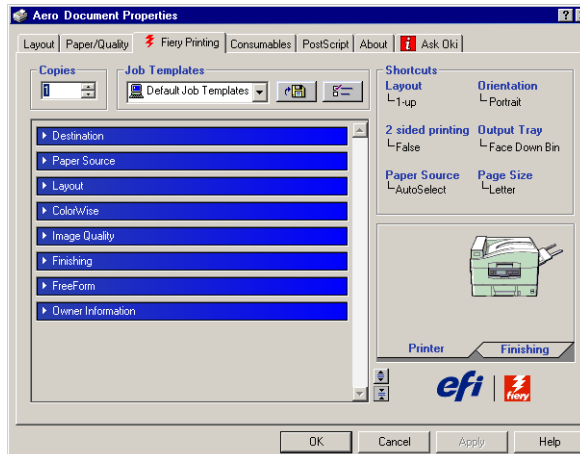 Aero Document Properties
Layout Paper/Quality Fiery Printing Consumables PostScript About i Ask Oki
Copies
1
Job Templates
Default Job Templates
Destination
Paper Source
Layout
ColorWise
Image Quality
Finishing
FreeForm
Owner Information
Shortcuts
Layout Orientation
1-up Portrait
2 sided printing Output Tray
False Face Down Bin
Paper Source Page Size
AutoSelect Letter
Printer Finishing
efi fiery
OK Cancel Apply Help